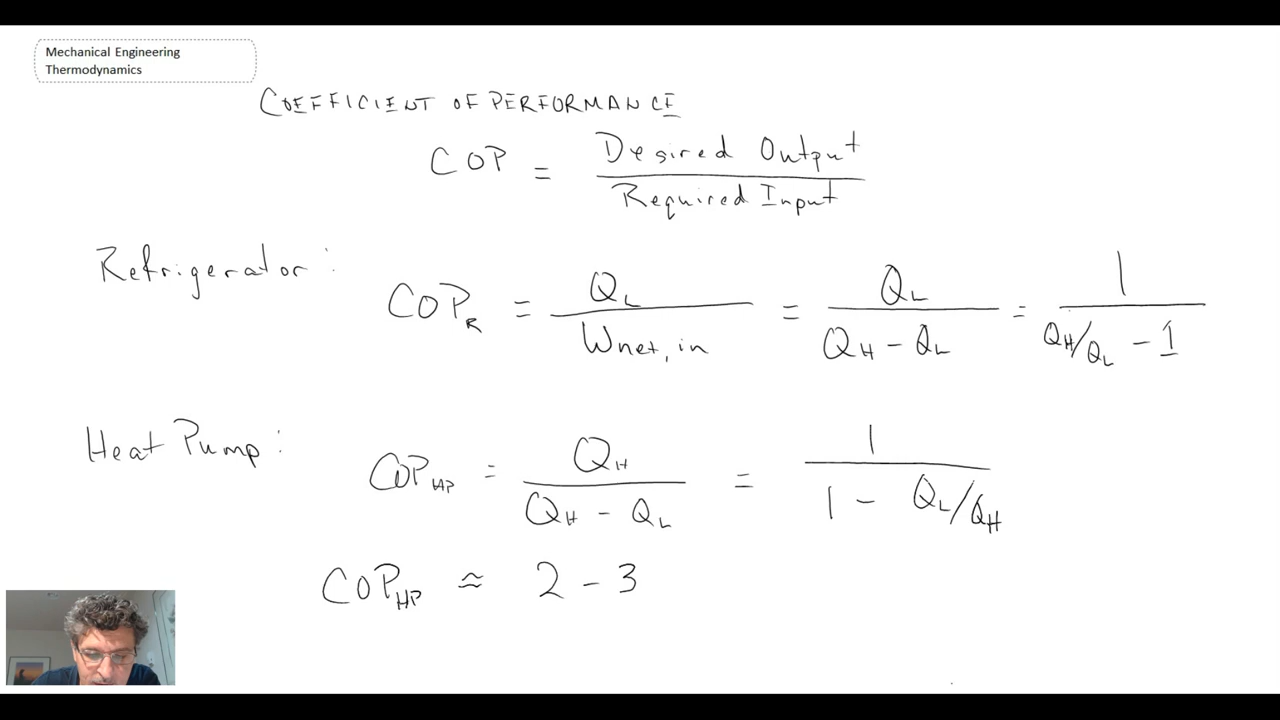 Mechanical Engineering
Thermodynamics
COEFFICIENT OF PERFORMANCE
COP = Desired Output / Required Input
Refrigerator:
COP_R = Q_L / W_net,in = Q_L / (Q_H - Q_L) = 1 / (Q_H/Q_L - 1)
Heat Pump:
COP_HP = Q_H / (Q_H - Q_L) = 1 / (1 - Q_L/Q_H)
COP_HP ≈ 2 - 3